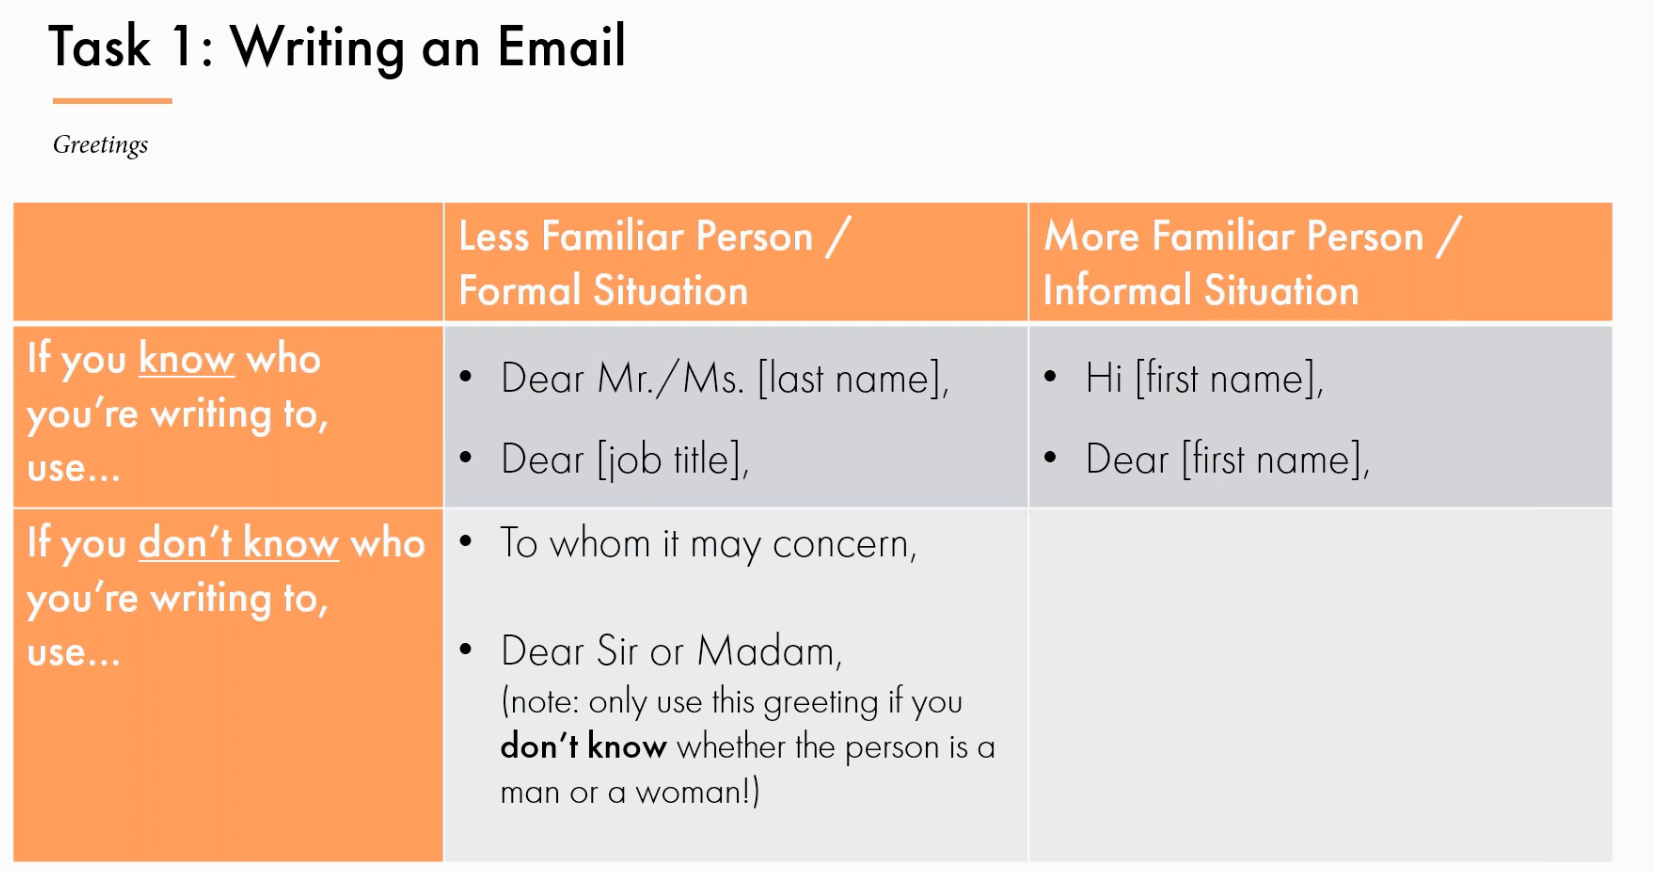 Task 1: Writing an Email
Greetings
Less Familiar Person /
Formal Situation
More Familiar Person /
Informal Situation
If you know who
you're writing to,
use...
• Dear Mr./Ms. [last name],
• Dear [job title],
• Hi [first name],
• Dear [first name],
If you don't know who
you're writing to,
use...
• To whom it may concern,
• Dear Sir or Madam,
(note: only use this greeting if you
don't know whether the person is a
man or a woman!)